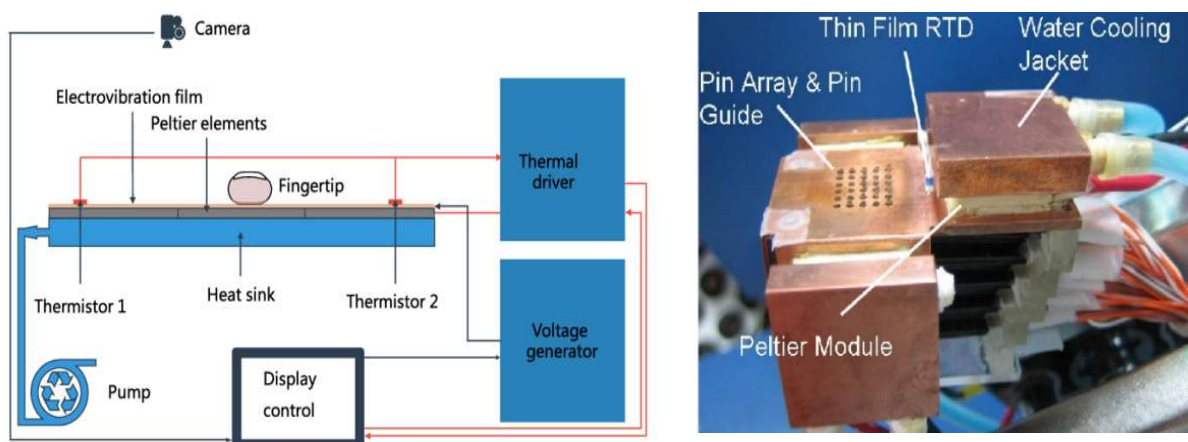 Camera
Electrovibration film
Peltier elements
Fingertip
Thermal
driver
Thermistor 1
Heat sink
Thermistor 2
Voltage
generator
Pump
Display
control
Thin Film RTD
Water Cooling
Jacket
Pin Array & Pin
Guide
Peltier Module